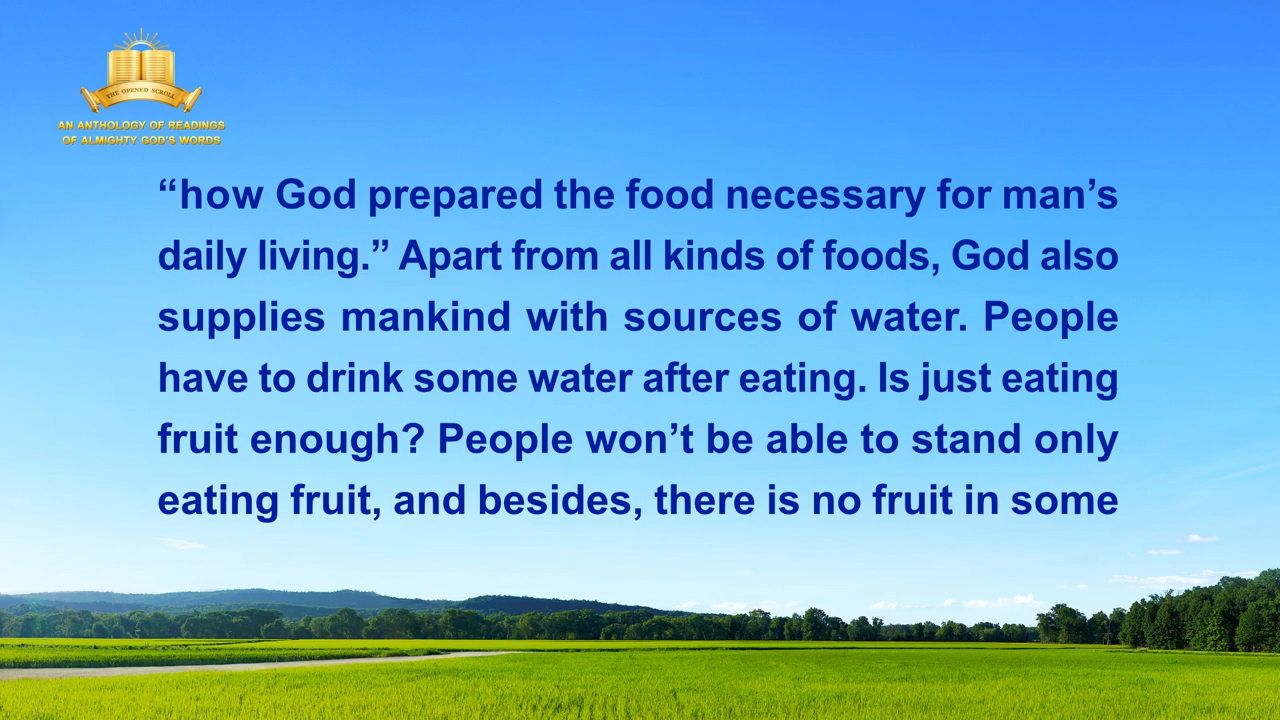 THE OPENED SCROLL
AN ANTHOLOGY OF READINGS
OF ALMIGHTY GOD'S WORDS
“how God prepared the food necessary for man’s
daily living.” Apart from all kinds of foods, God also
supplies mankind with sources of water. People
have to drink some water after eating. Is just eating
fruit enough? People won’t be able to stand only
eating fruit, and besides, there is no fruit in some